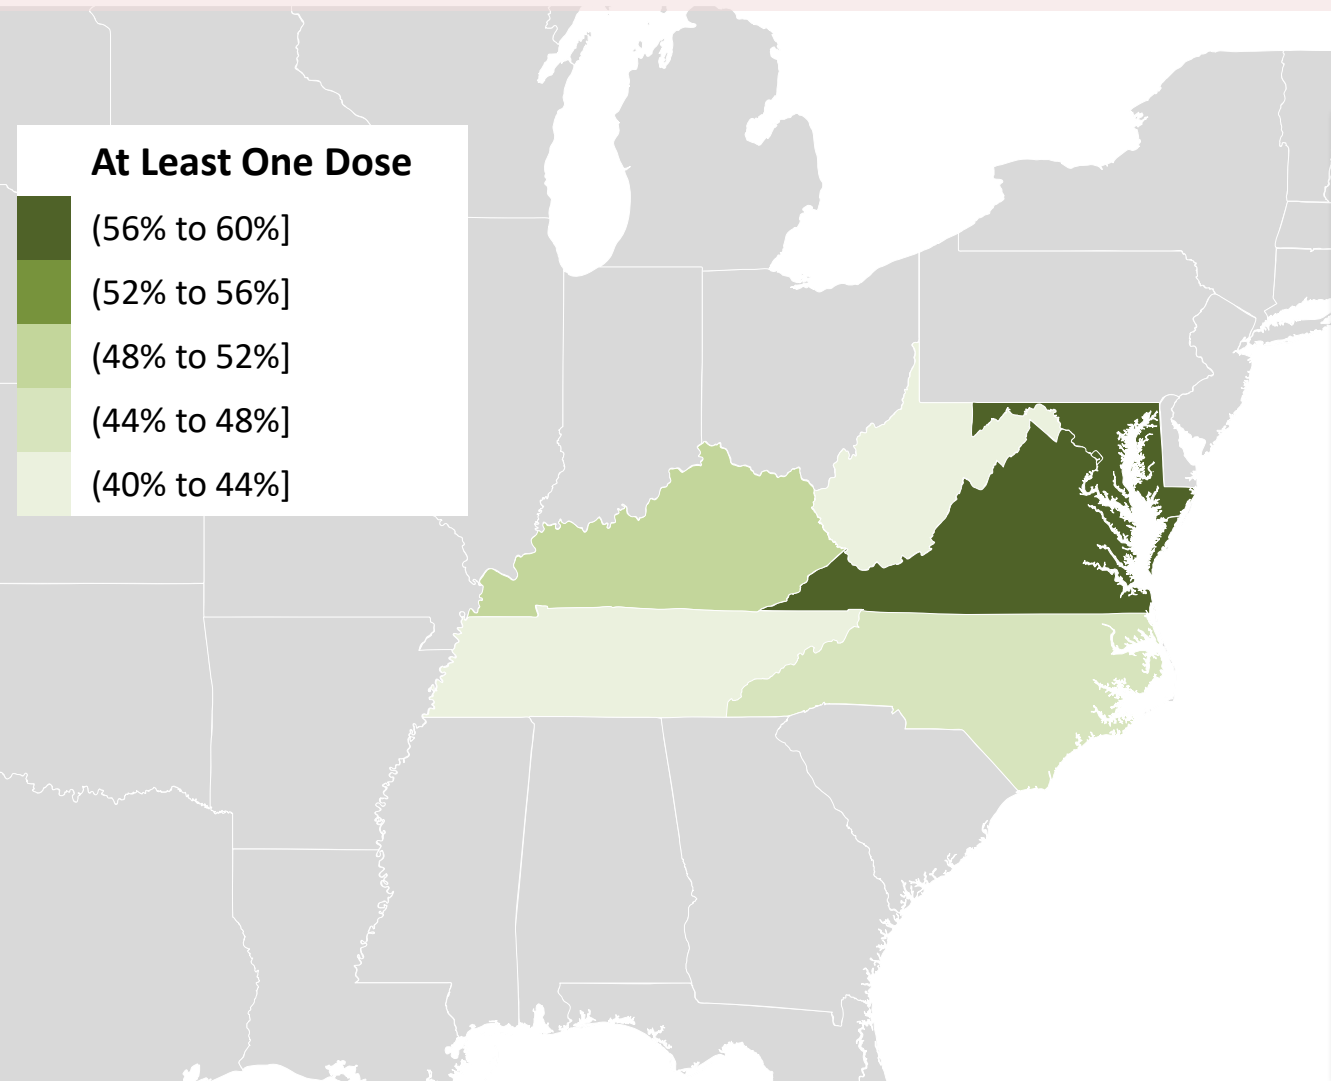 At Least One Dose
(56% to 60%]
(52% to 56%]
(48% to 52%]
(44% to 48%]
(40% to 44%]